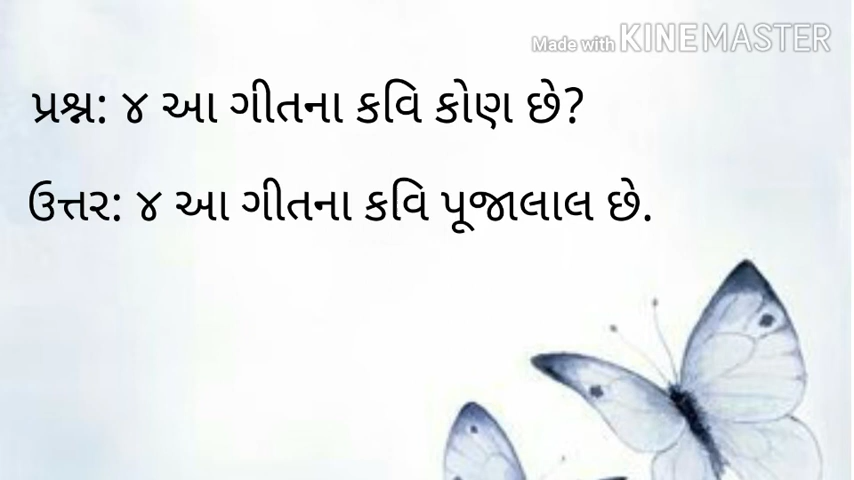 Made with KINEMASTER
પ્રશ્ન: ૪ આ ગીતના કવિ કોણ છે?
ઉત્તર: ૪ આ ગીતના કવિ પૂજાલાલ છે.